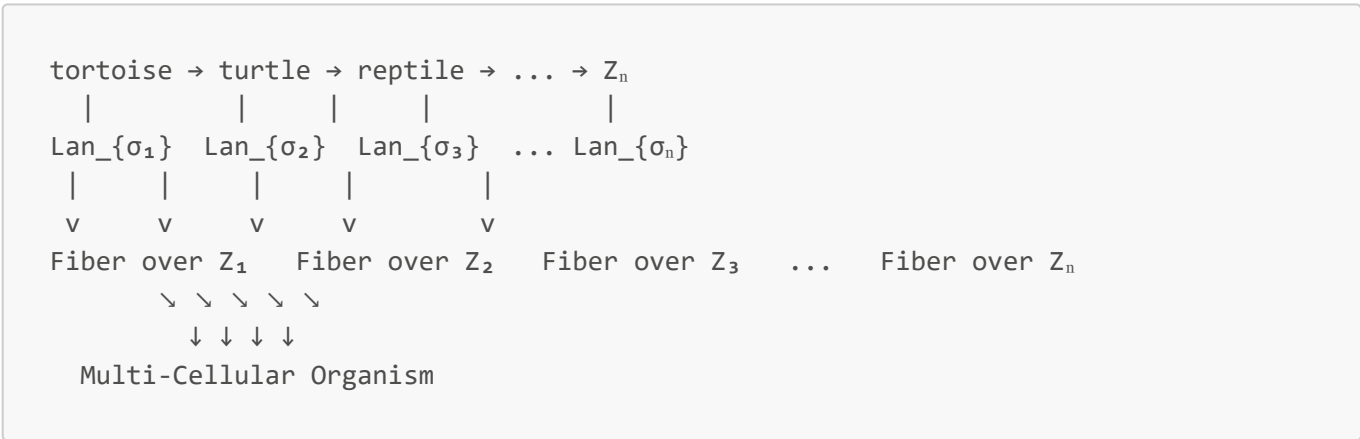 tortoise → turtle → reptile → ... → Zₙ
| | | | |
Lan_{σ₁} Lan_{σ₂} Lan_{σ₃} ... Lan_{σₙ}
| | | | |
v v v v v
Fiber over Z₁ Fiber over Z₂ Fiber over Z₃ ... Fiber over Zₙ
↘ ↘ ↘ ↘ ↘
↓ ↓ ↓ ↓
Multi-Cellular Organism